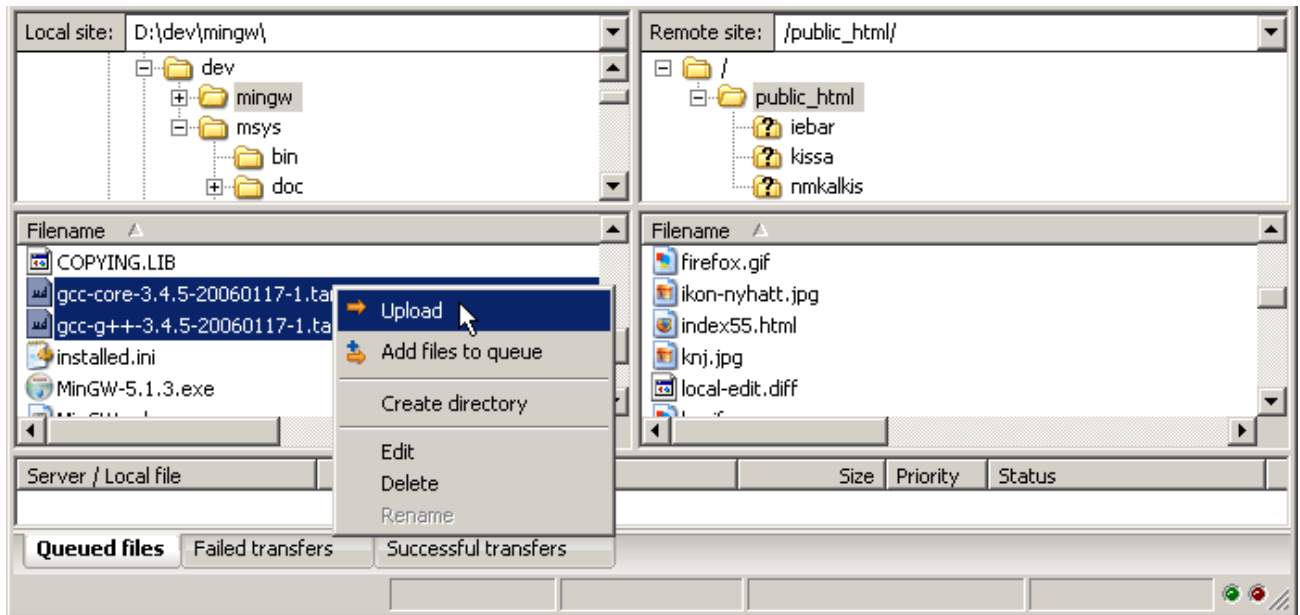 Local site: D:\dev\mingw\
dev
mingw
msys
bin
doc
Remote site: /public_html/
/
public_html
iebar
kissa
nmkalkis
Filename
COPYING.LIB
gcc-core-3.4.5-20060117-1.tar
gcc-g++-3.4.5-20060117-1.ta
installed.ini
MinGW-5.1.3.exe
Upload
Add files to queue
Create directory
Edit
Delete
Rename
Filename
firefox.gif
ikon-nyhatt.jpg
index55.html
knj.jpg
local-edit.diff
Server / Local file Size Priority Status
Queued files Failed transfers Successful transfers